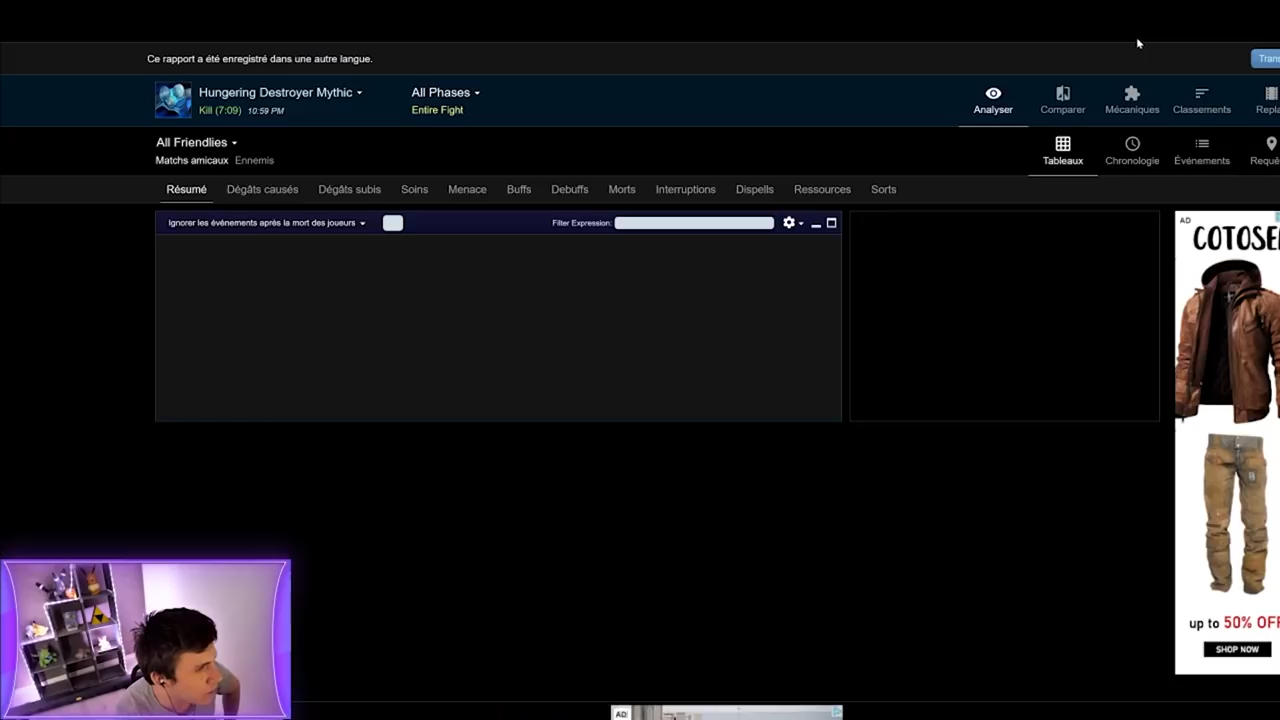 Ce rapport a été enregistré dans une autre langue.
Hungering Destroyer Mythic
Kill (7:09) 10:59 PM
All Phases
Entire Fight
Analyser
Comparer
Mécaniques
Classements
All Friendlies
Matchs amicaux Ennemis
Tableaux
Chronologie
Événements
Résumé Dégâts causés Dégâts subis Soins Menace Buffs Debuffs Morts Interruptions Dispells Ressources Sorts
Ignorer les événements après la mort des joueurs
Filter Expression:
AD
up to 50% OFF
SHOP NOW
AD